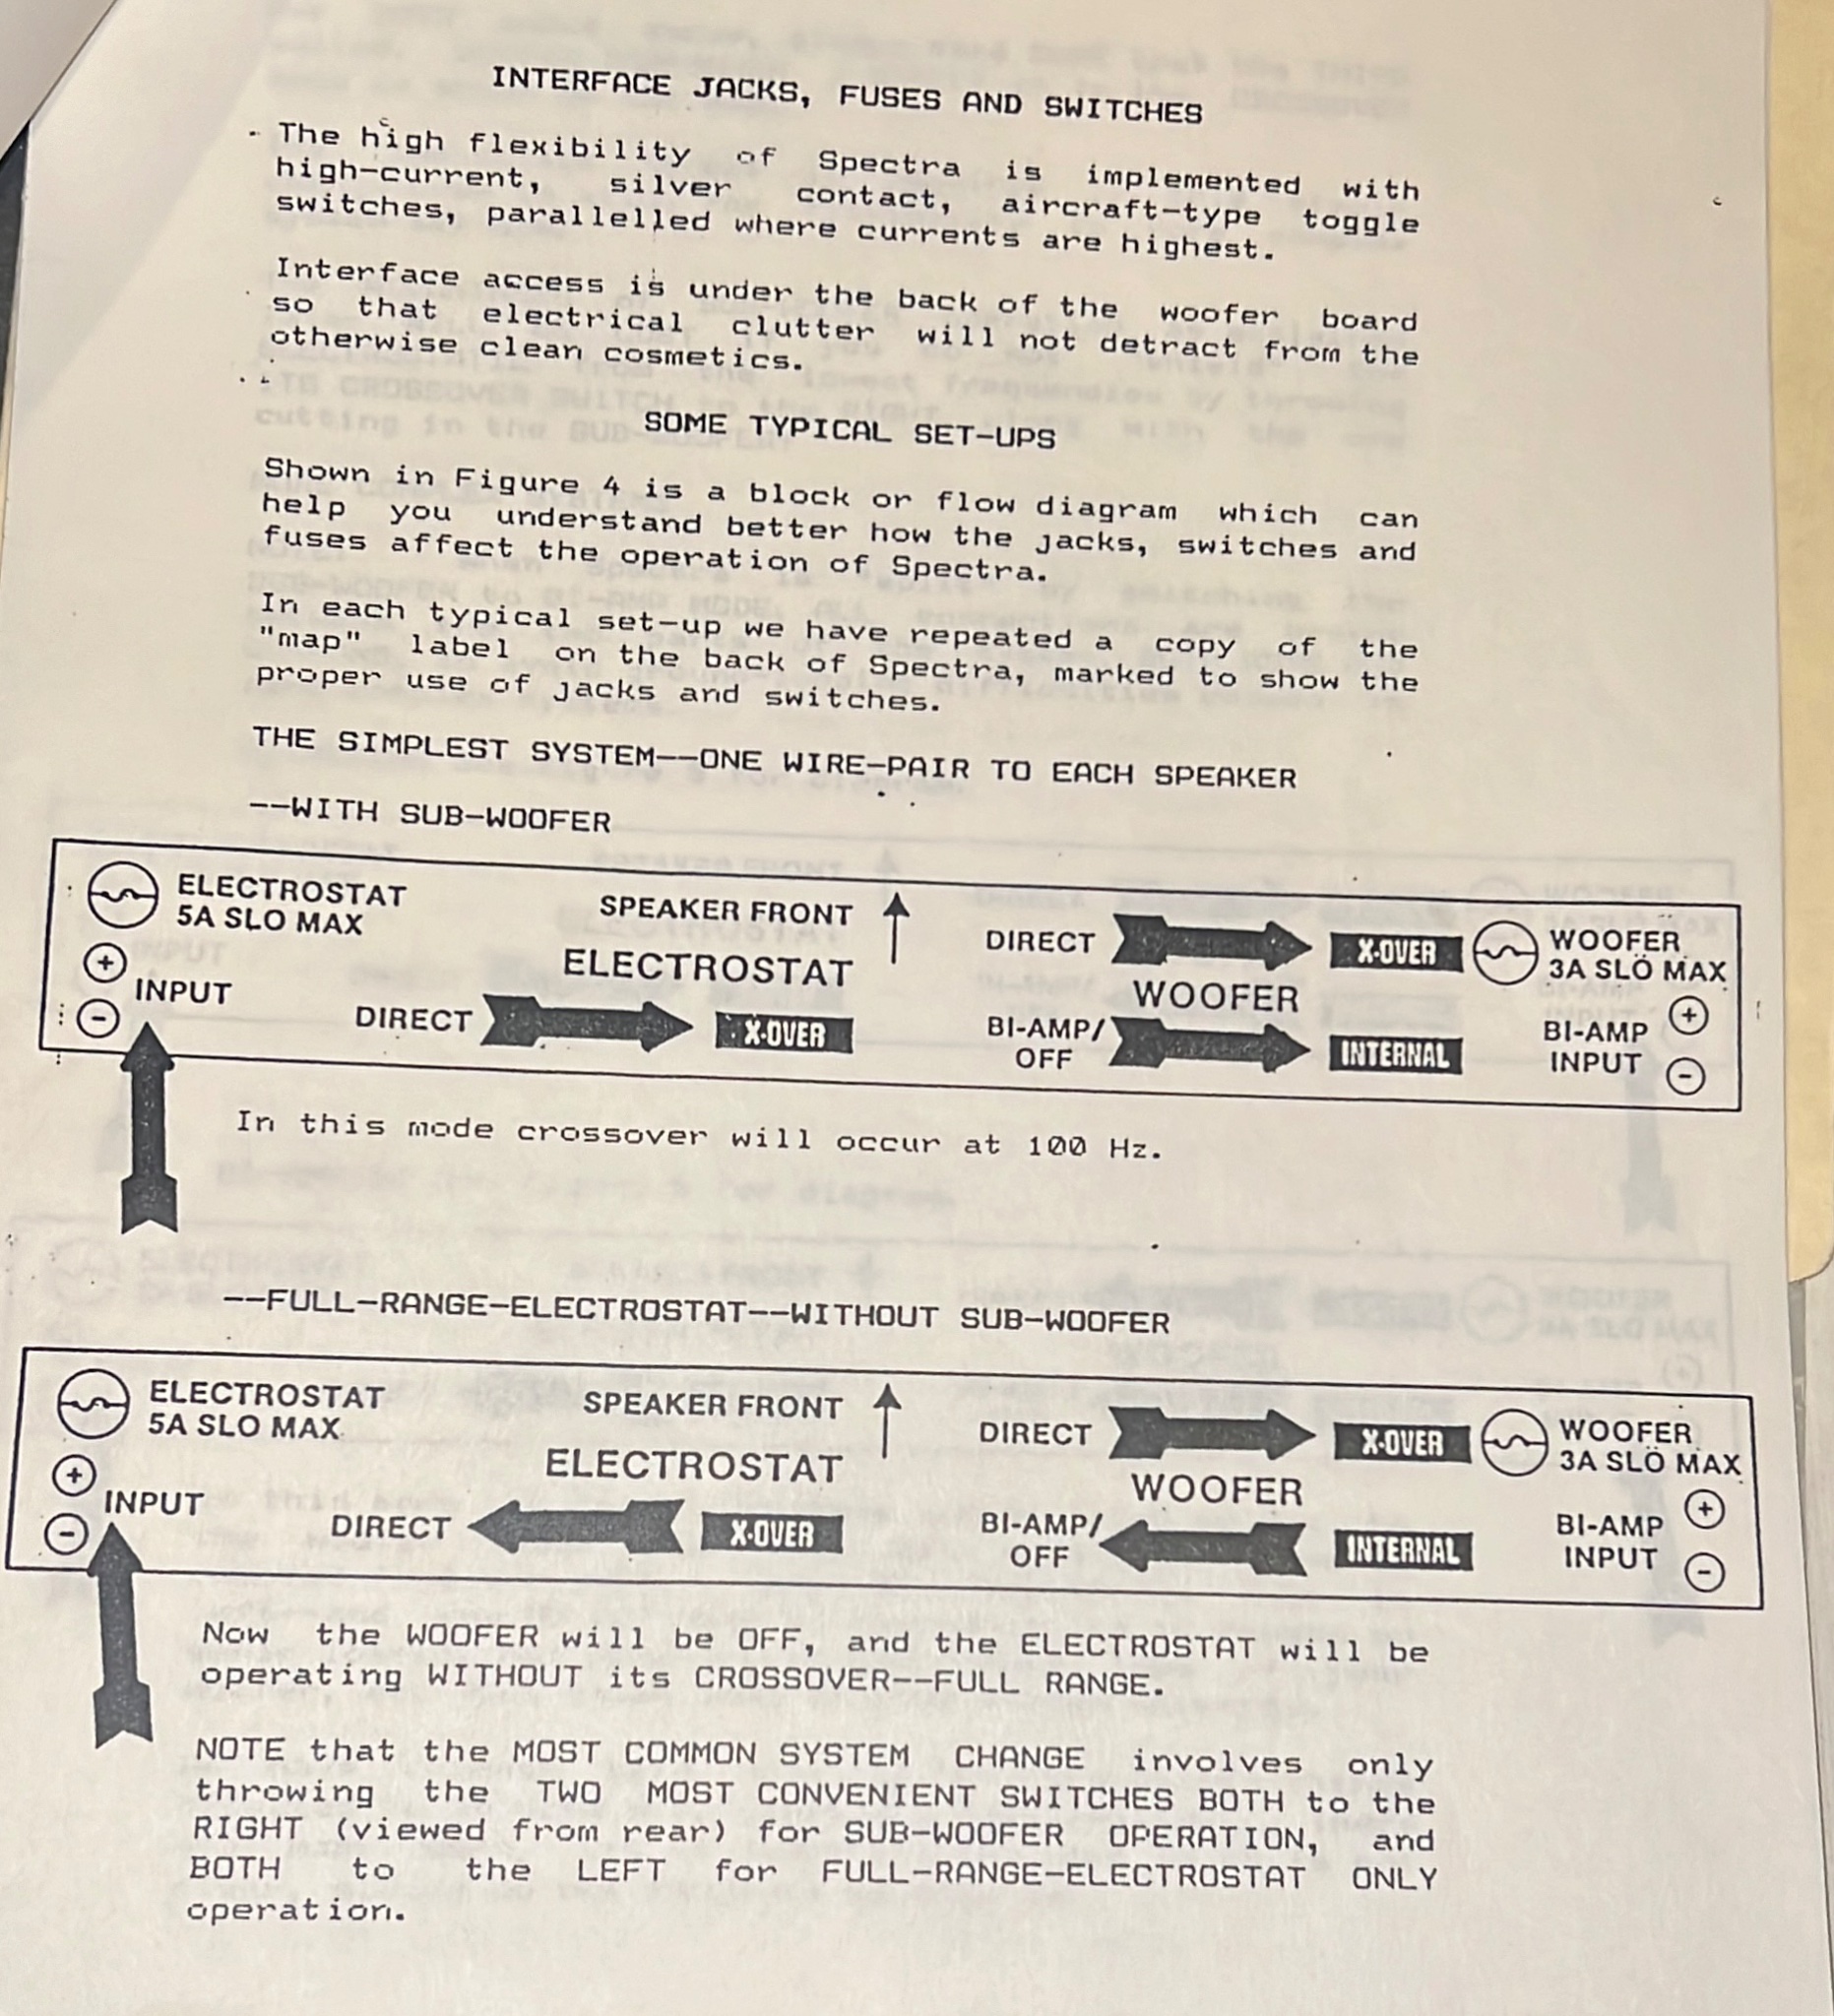 INTERFACE JACKS, FUSES AND SWITCHES
The high flexibility of Spectra is implemented with
high-current, silver contact, aircraft-type toggle
switches, parallelled where currents are highest.
Interface access is under the back of the woofer board
so that electrical clutter will not detract from the
otherwise clean cosmetics.
SOME TYPICAL SET-UPS
Shown in Figure 4 is a block or flow diagram which can
help you understand better how the jacks, switches and
fuses affect the operation of Spectra.
In each typical set-up we have repeated a copy of the
"map" label on the back of Spectra, marked to show the
proper use of jacks and switches.
THE SIMPLEST SYSTEM--ONE WIRE-PAIR TO EACH SPEAKER
--WITH SUB-WOOFER
ELECTROSTAT
5A SLO MAX
+
INPUT
-
SPEAKER FRONT
ELECTROSTAT
DIRECT X-OVER
DIRECT X-OVER
WOOFER
BI-AMP/
OFF
INTERNAL
WOOFER
3A SLO MAX
BI-AMP
INPUT
+
-
In this mode crossover will occur at 100 Hz.
--FULL-RANGE-ELECTROSTAT--WITHOUT SUB-WOOFER
ELECTROSTAT
5A SLO MAX
+
INPUT
-
SPEAKER FRONT
ELECTROSTAT
DIRECT X-OVER
DIRECT X-OVER
WOOFER
BI-AMP/
OFF
INTERNAL
WOOFER
3A SLO MAX
BI-AMP
INPUT
+
-
Now the WOOFER will be OFF, and the ELECTROSTAT will be
operating WITHOUT its CROSSOVER--FULL RANGE.
NOTE that the MOST COMMON SYSTEM CHANGE involves only
throwing the TWO MOST CONVENIENT SWITCHES BOTH to the
RIGHT (viewed from rear) for SUB-WOOFER OPERATION, and
BOTH to the LEFT for FULL-RANGE-ELECTROSTAT ONLY
operation.